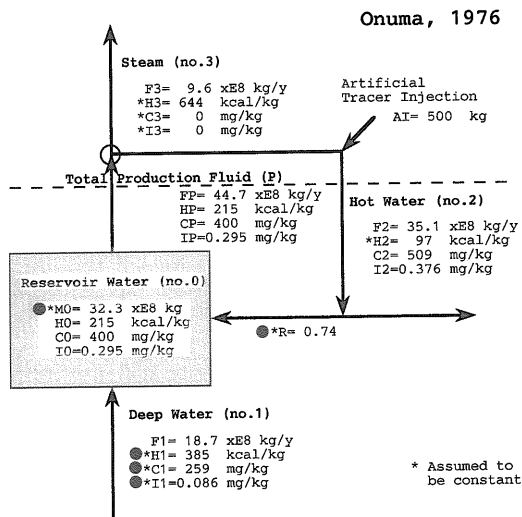 Onuma, 1976
Steam (no.3)
F3= 9.6 xE8 kg/y
*H3= 644 kcal/kg
*C3= 0 mg/kg
*I3= 0 mg/kg
Artificial
Tracer Injection
AI= 500 kg
Total Production Fluid (P)
FP= 44.7 xE8 kg/y
HP= 215 kcal/kg
CP= 400 mg/kg
IP=0.295 mg/kg
Hot Water (no.2)
F2= 35.1 xE8 kg/y
*H2= 97 kcal/kg
C2= 509 mg/kg
I2=0.376 mg/kg
Reservoir Water (no.0)
*M0= 32.3 xE8 kg
H0= 215 kcal/kg
C0= 400 mg/kg
I0=0.295 mg/kg
*R= 0.74
Deep Water (no.1)
F1= 18.7 xE8 kg/y
*H1= 385 kcal/kg
*C1= 259 mg/kg
*I1=0.086 mg/kg
* Assumed to
be constant